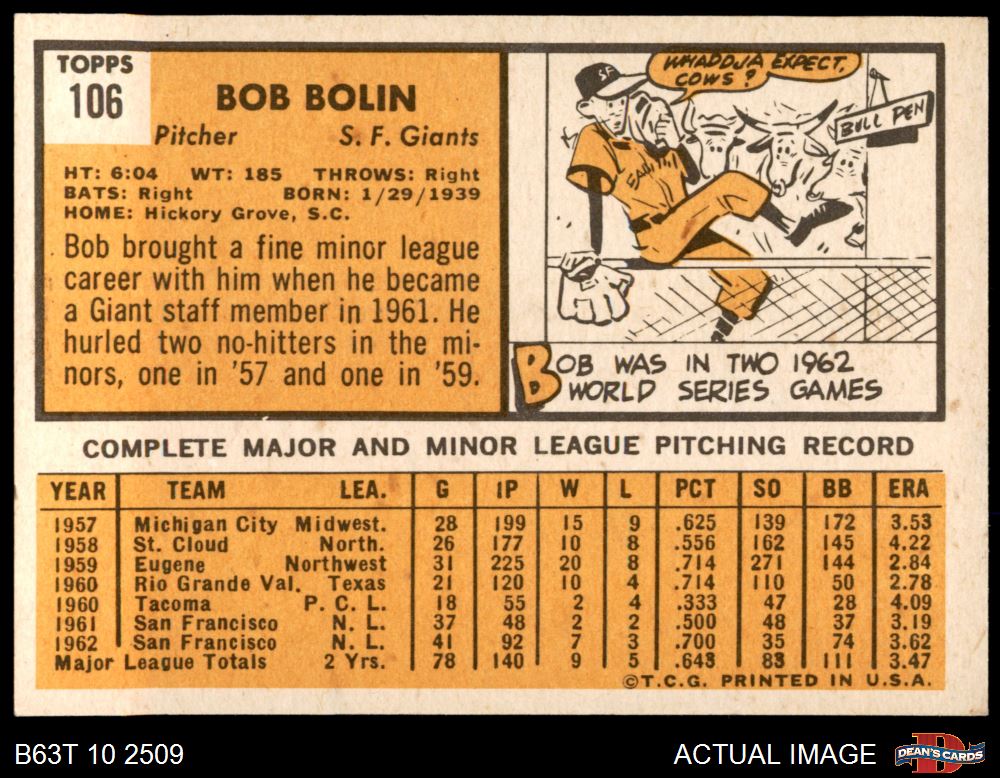 TOPPS
106
BOB BOLIN
Pitcher S. F. Giants
HT: 6:04 WT: 185 THROWS: Right
BATS: Right BORN: 1/29/1939
HOME: Hickory Grove, S.C.
Bob brought a fine minor league
career with him when he became
a Giant staff member in 1961. He
hurled two no-hitters in the mi-
nors, one in '57 and one in '59.
WHADDJA EXPECT,
COWS?
SF
BULL PEN
BOB WAS IN TWO 1962
WORLD SERIES GAMES
COMPLETE MAJOR AND MINOR LEAGUE PITCHING RECORD
YEAR TEAM LEA. G IP W L PCT SO BB ERA
1957 Michigan City Midwest. 28 199 15 9 .625 139 172 3.53
1958 St. Cloud North. 26 177 10 8 .556 162 145 4.22
1959 Eugene Northwest 31 225 20 8 .714 271 144 2.84
1960 Rio Grande Val. Texas 21 120 10 4 .714 110 50 2.78
1960 Tacoma P. C. L. 18 55 2 4 .333 47 28 4.09
1961 San Francisco N. L. 37 48 2 2 .500 48 37 3.19
1962 San Francisco N. L. 41 92 7 3 .700 35 74 3.62
Major League Totals 2 Yrs. 78 140 9 5 .643 83 111 3.47
©T.C.G. PRINTED IN U.S.A.
B63T 10 2509
ACTUAL IMAGE
DEAN'S CARDS